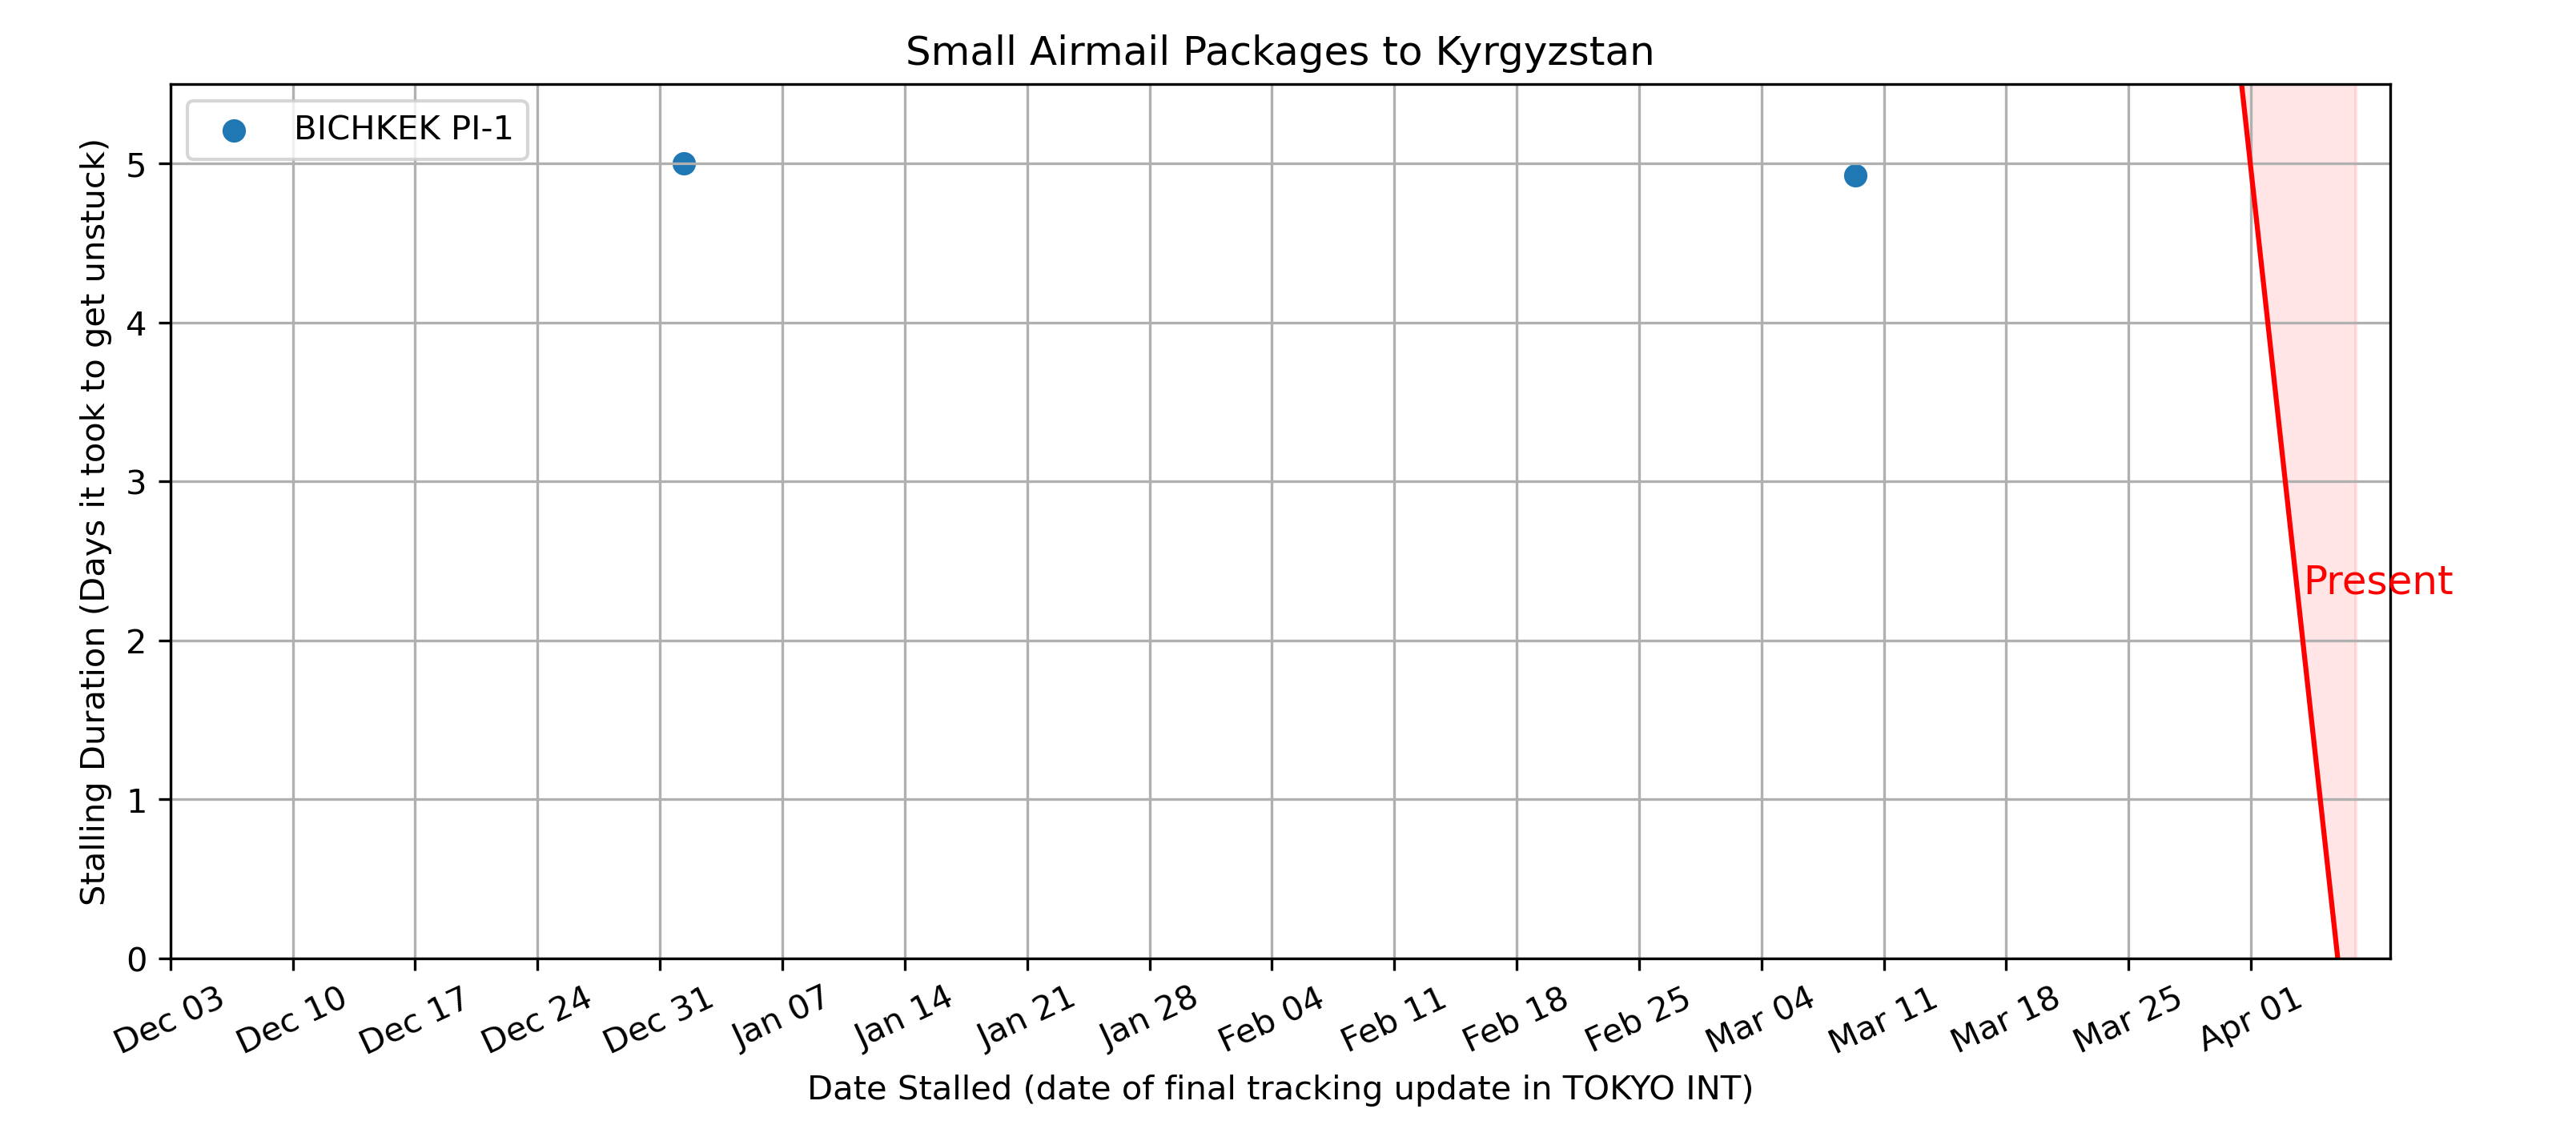 Small Airmail Packages to Kyrgyzstan
BICHKEK PI-1
Stalling Duration (Days it took to get unstuck)
5
4
3
2
1
0
Present
Dec 03
Dec 10
Dec 17
Dec 24
Dec 31
Jan 07
Jan 14
Jan 21
Jan 28
Feb 04
Feb 11
Feb 18
Feb 25
Mar 04
Mar 11
Mar 18
Mar 25
Apr 01
Date Stalled (date of final tracking update in TOKYO INT)